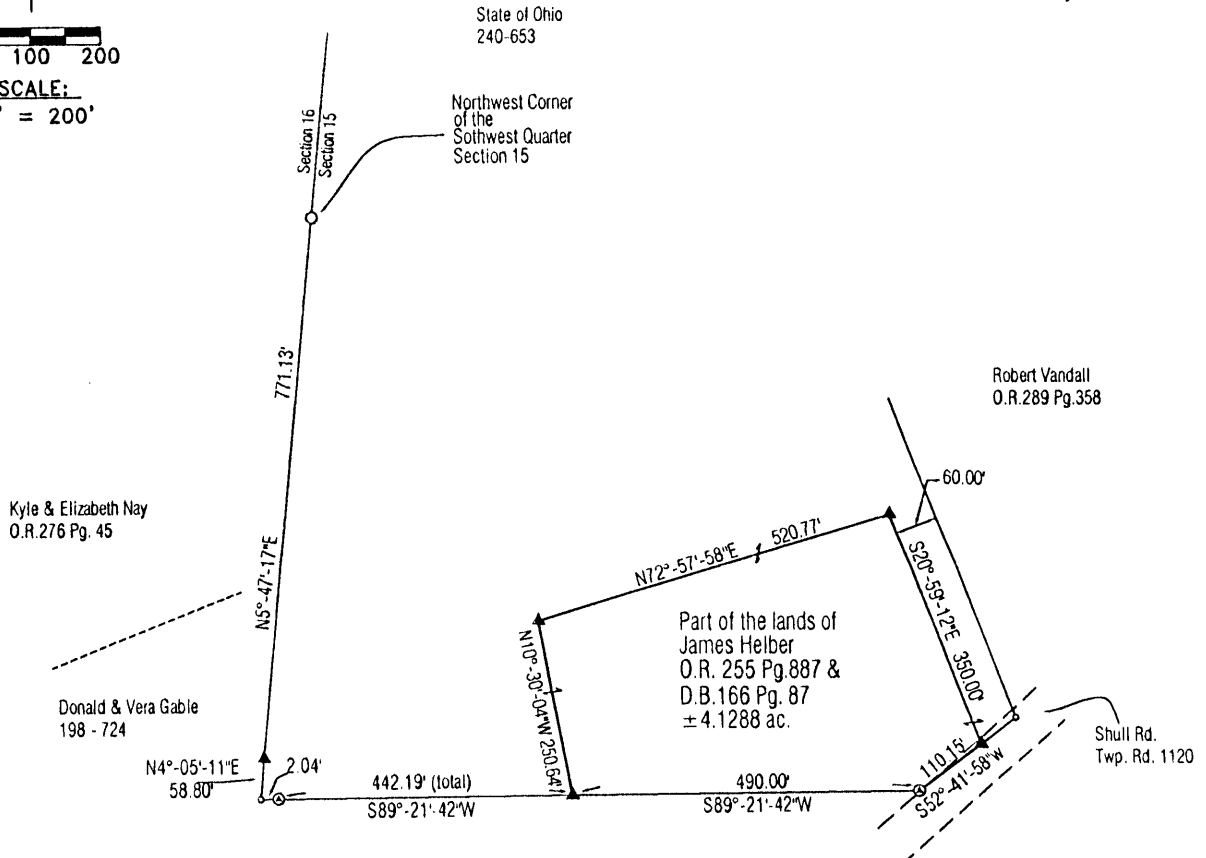 State of Ohio
240-653
100 200
SCALE:
= 200'
Northwest Corner
of the
Sothwest Quarter
Section 15
Section 16
Section 15
771.13'
N5°-47'-17"E
Robert Vandall
O.R.289 Pg.358
60.00'
Kyle & Elizabeth Nay
O.R.276 Pg. 45
N72°-57'-58"E 520.77'
S20°-59'-12"E 350.00'
Part of the lands of
James Helber
O.R. 255 Pg.887 &
D.B.166 Pg. 87
±4.1288 ac.
N10°-30'-04"W 250.64'
Donald & Vera Gable
198 - 724
Shull Rd.
Twp. Rd. 1120
N4°-05'-11"E
58.80'
2.04'
442.19' (total)
S89°-21'-42"W
490.00'
S89°-21'-42"W
110.15'
S52°-41'-58"W